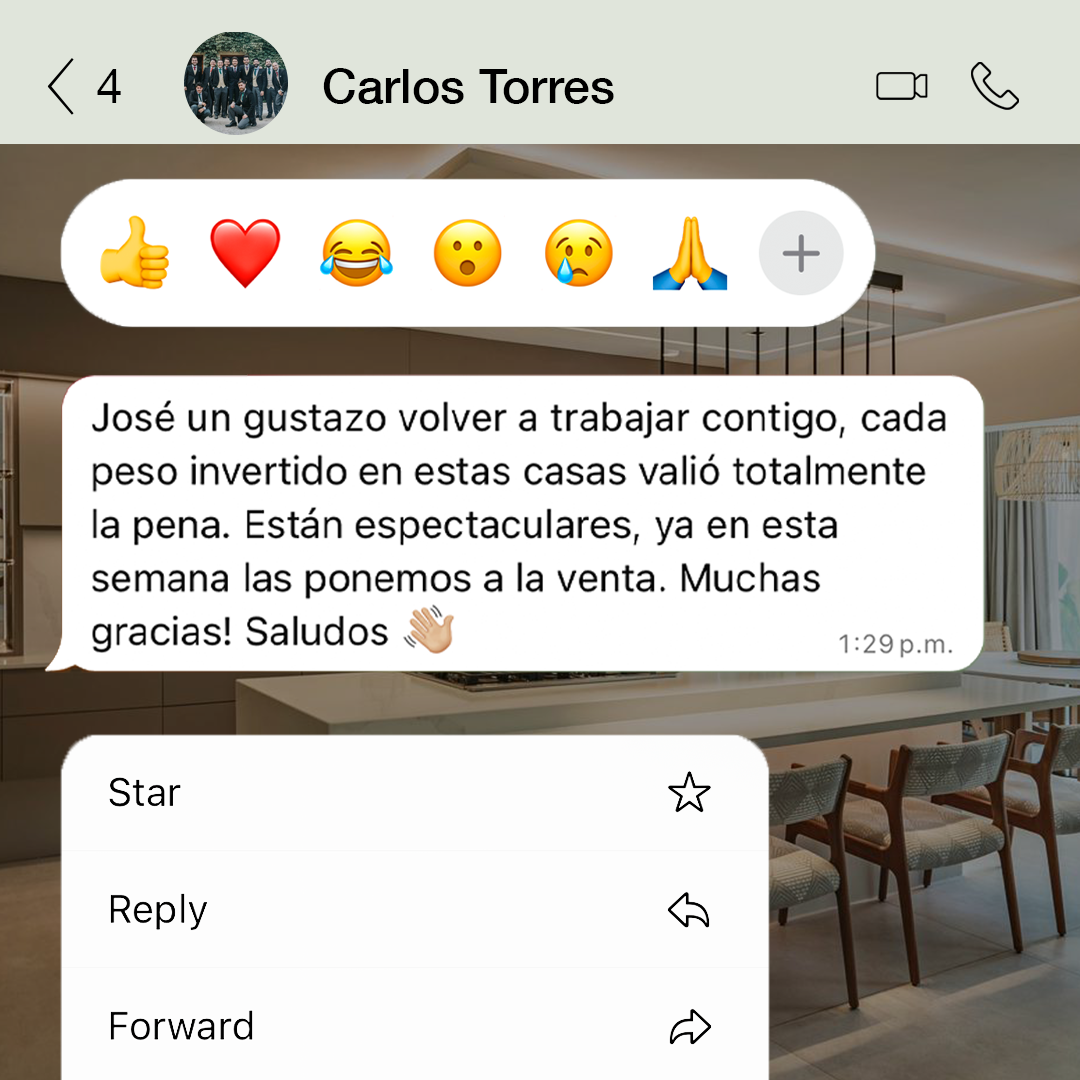 4 Carlos Torres
José un gustazo volver a trabajar contigo, cada
peso invertido en estas casas valió totalmente
la pena. Están espectaculares, ya en esta
semana las ponemos a la venta. Muchas
gracias! Saludos 👋🏼
1:29 p.m.
Star
Reply
Forward